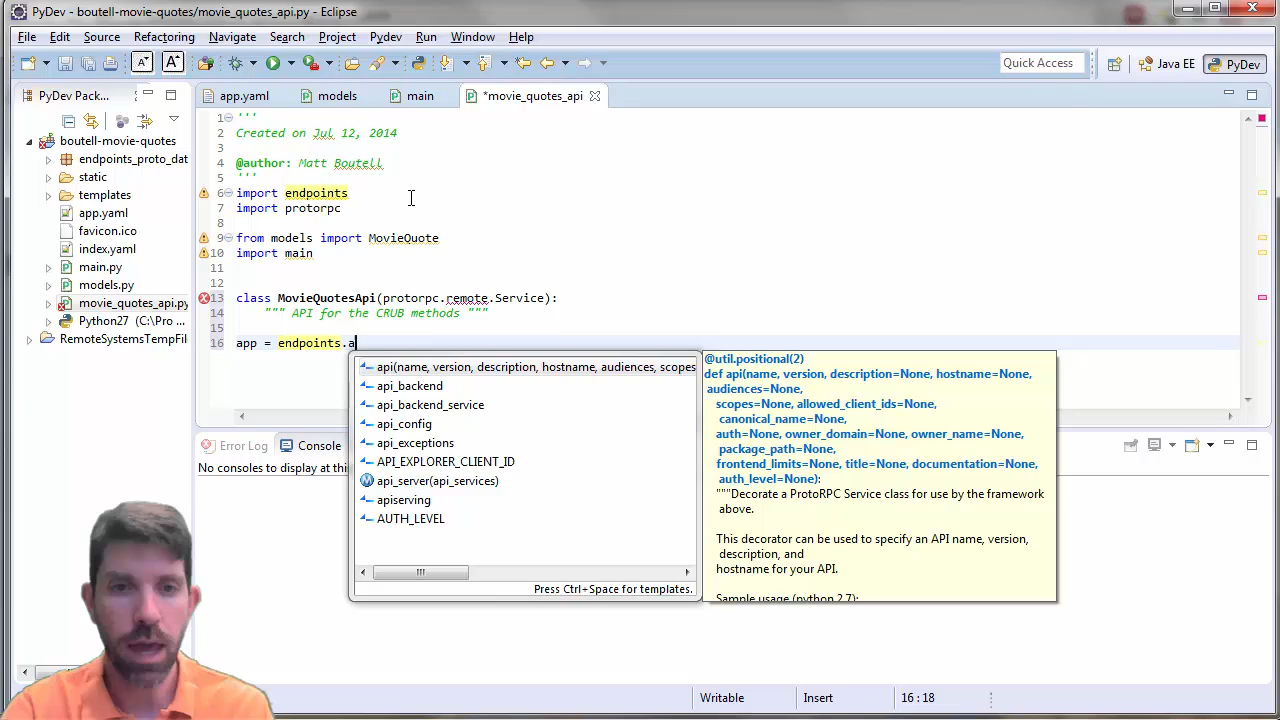 PyDev - boutell-movie-quotes/movie_quotes_api.py - Eclipse
File Edit Source Refactoring Navigate Search Project Pydev Run Window Help
Quick Access
Java EE
PyDev
PyDev Pack...
app.yaml
models
main
*movie_quotes_api
boutell-movie-quotes
endpoints_proto_dat
static
templates
app.yaml
favicon.ico
index.yaml
main.py
models.py
movie_quotes_api.py
Python27 (C:\Pro ...
RemoteSystemsTempFil
1 '''
2 Created on Jul 12, 2014
3
4 @author: Matt Boutell
5 '''
6 import endpoints
7 import protorpc
8
9 from models import MovieQuote
10 import main
11
12
13 class MovieQuotesApi(protorpc.remote.Service):
14 """ API for the CRUB methods """
15
16 app = endpoints.a
api(name, version, description, hostname, audiences, scopes
api_backend
api_backend_service
api_config
api_exceptions
API_EXPLORER_CLIENT_ID
api_server(api_services)
apiserving
AUTH_LEVEL
Press Ctrl+Space for templates.
@util.positional(2)
def api(name, version, description=None, hostname=None,
audiences=None,
scopes=None, allowed_client_ids=None,
canonical_name=None,
auth=None, owner_domain=None, owner_name=None,
package_path=None,
frontend_limits=None, title=None, documentation=None,
auth_level=None):
"""Decorate a ProtoRPC Service class for use by the framework
above.
This decorator can be used to specify an API name, version,
description, and
hostname for your API.
Sample usage (python 2.7):
Error Log
Console
No consoles to display at thi
Writable
Insert
16 : 18